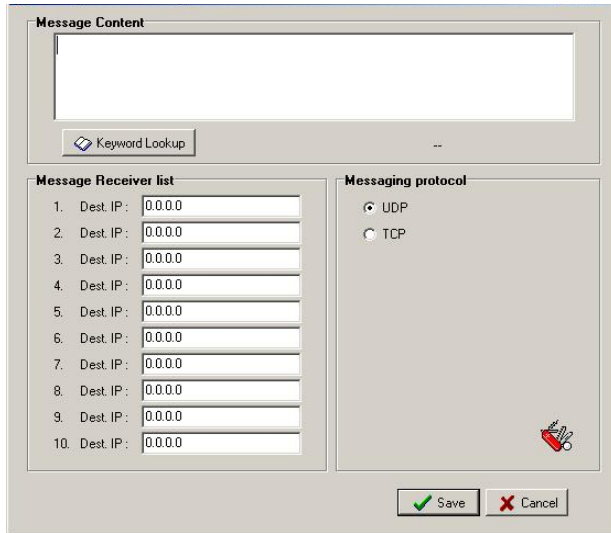 Message Content
Keyword Lookup
--
Message Receiver list
1. Dest. IP : 0.0.0.0
2. Dest. IP : 0.0.0.0
3. Dest. IP : 0.0.0.0
4. Dest. IP : 0.0.0.0
5. Dest. IP : 0.0.0.0
6. Dest. IP : 0.0.0.0
7. Dest. IP : 0.0.0.0
8. Dest. IP : 0.0.0.0
9. Dest. IP : 0.0.0.0
10. Dest. IP : 0.0.0.0
Messaging protocol
UDP
TCP
Save
Cancel